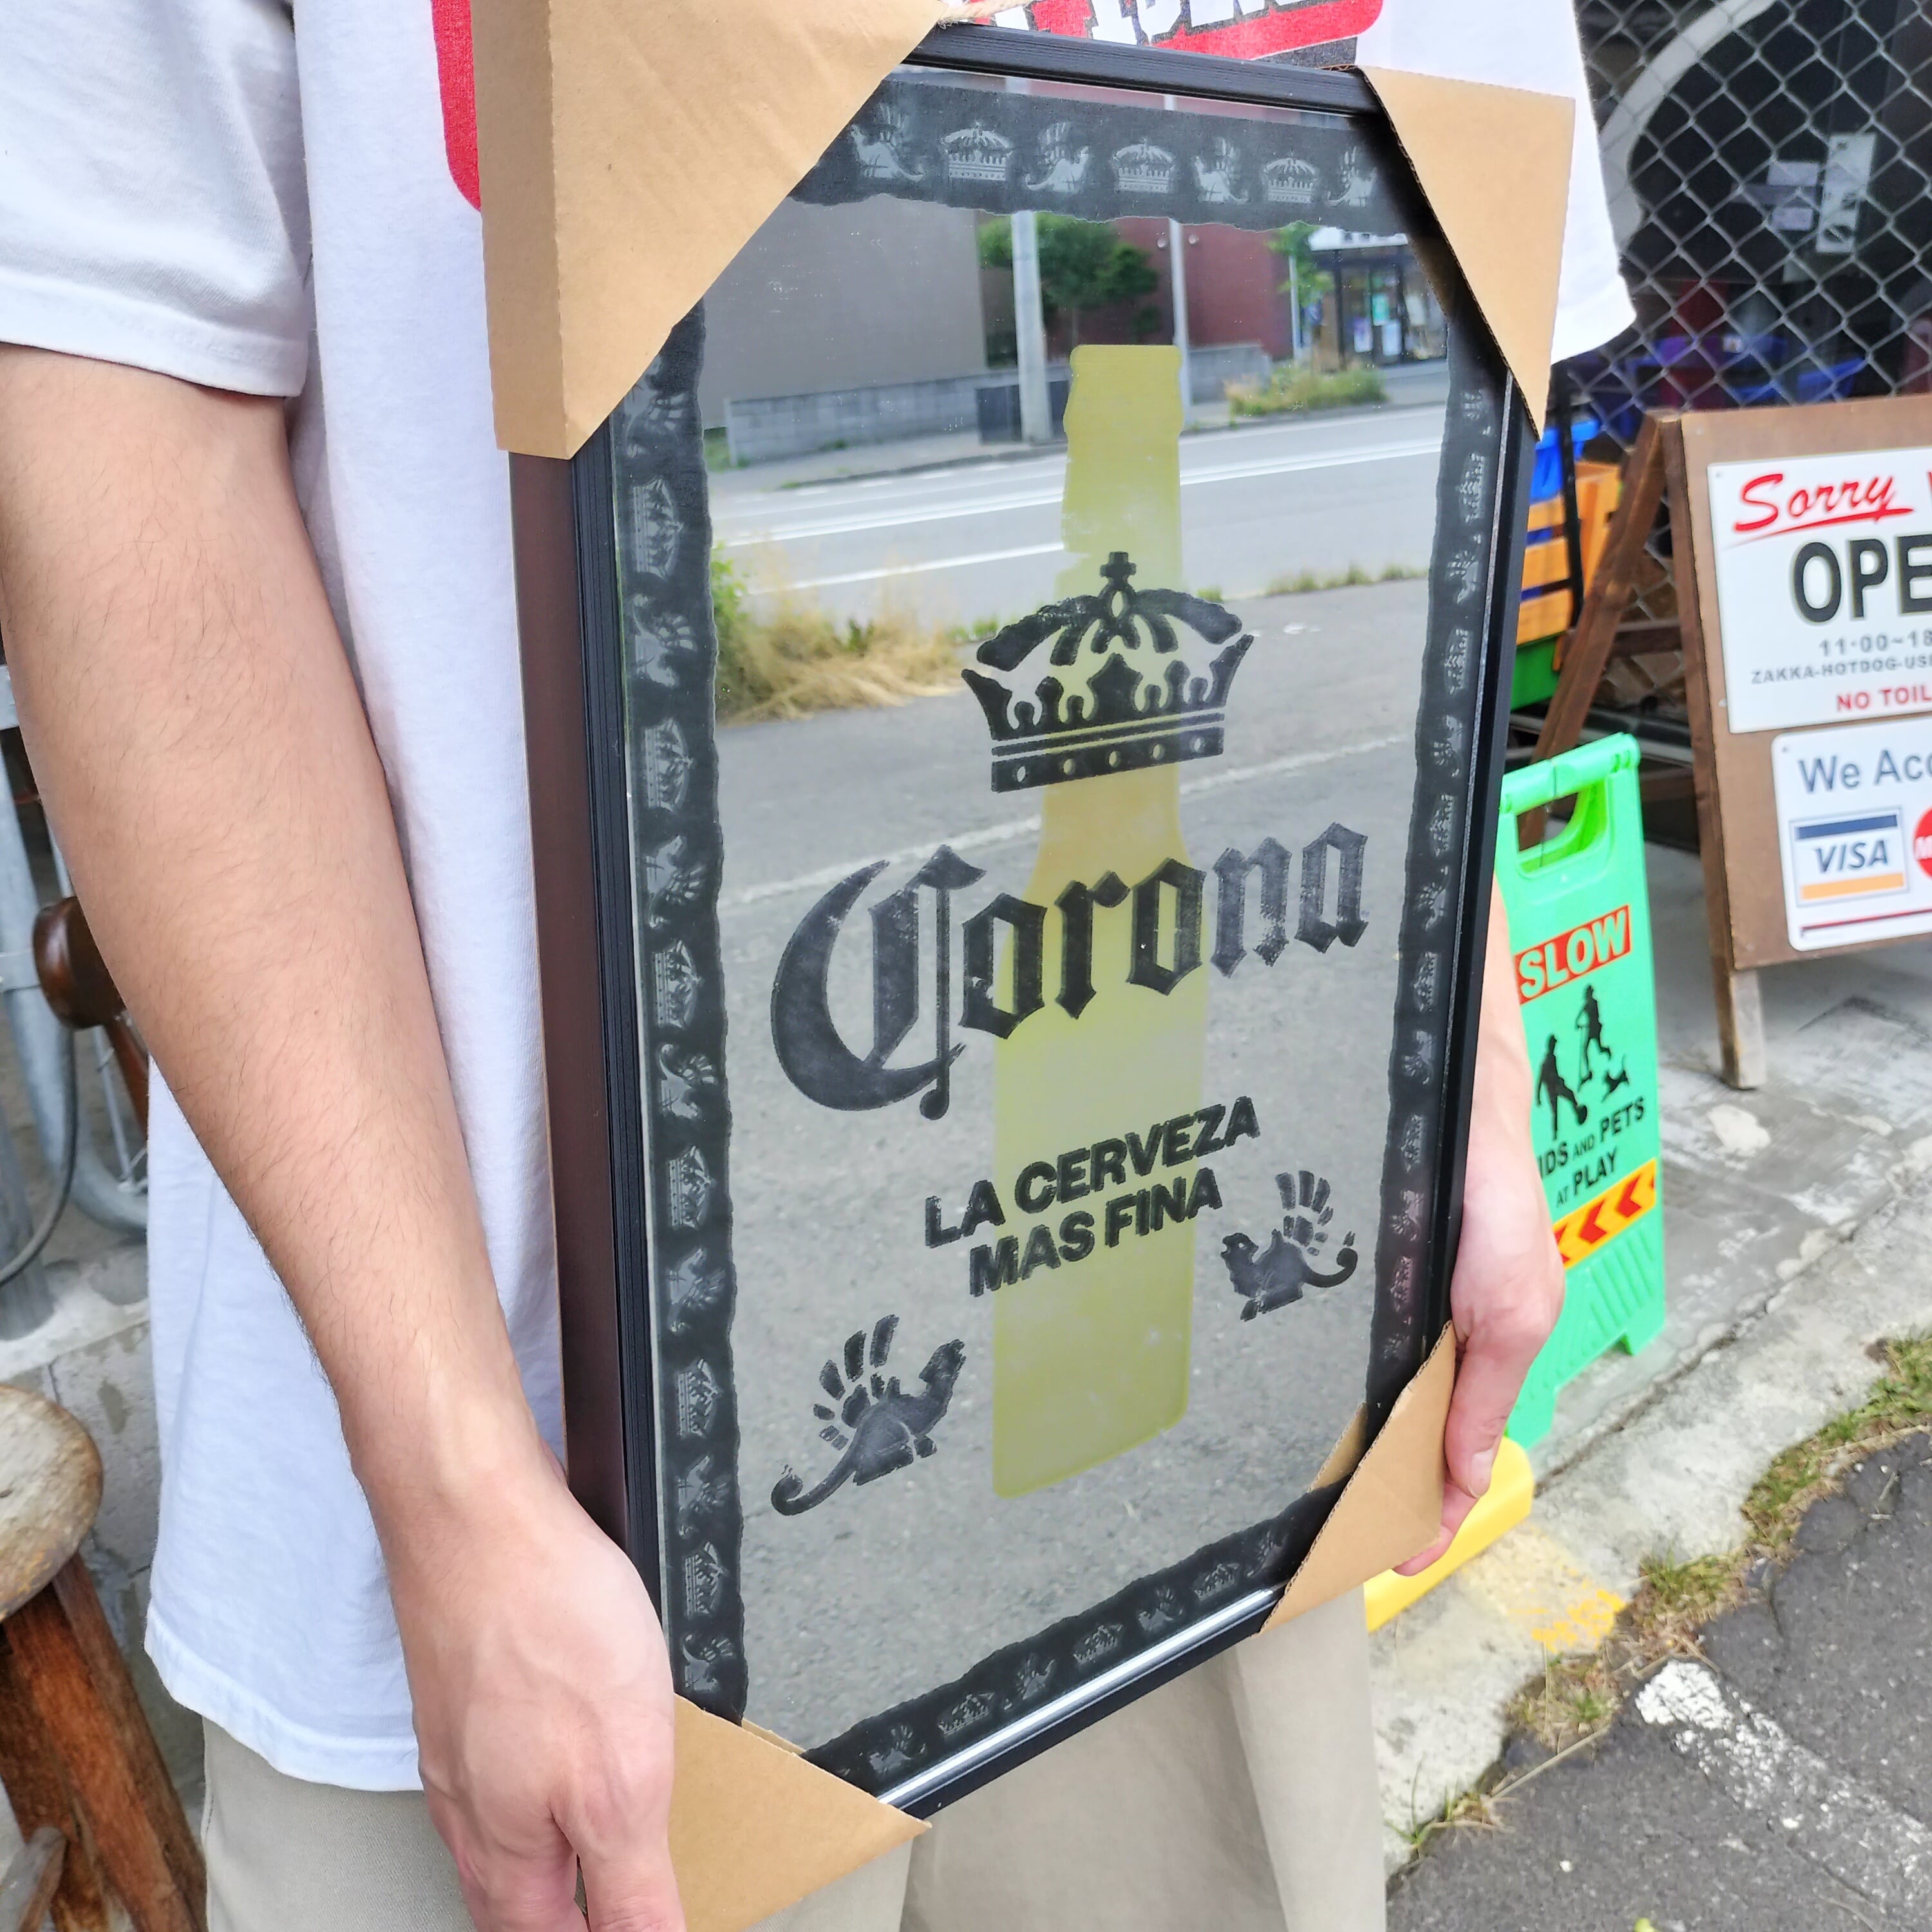 Corona
LA CERVEZA
MAS FINA
Sorry
OPE
11:00~18
ZAKKA-HOTDOG-US
NO TOIL
We Acc
VISA
SLOW
IDS AND PETS
AT PLAY